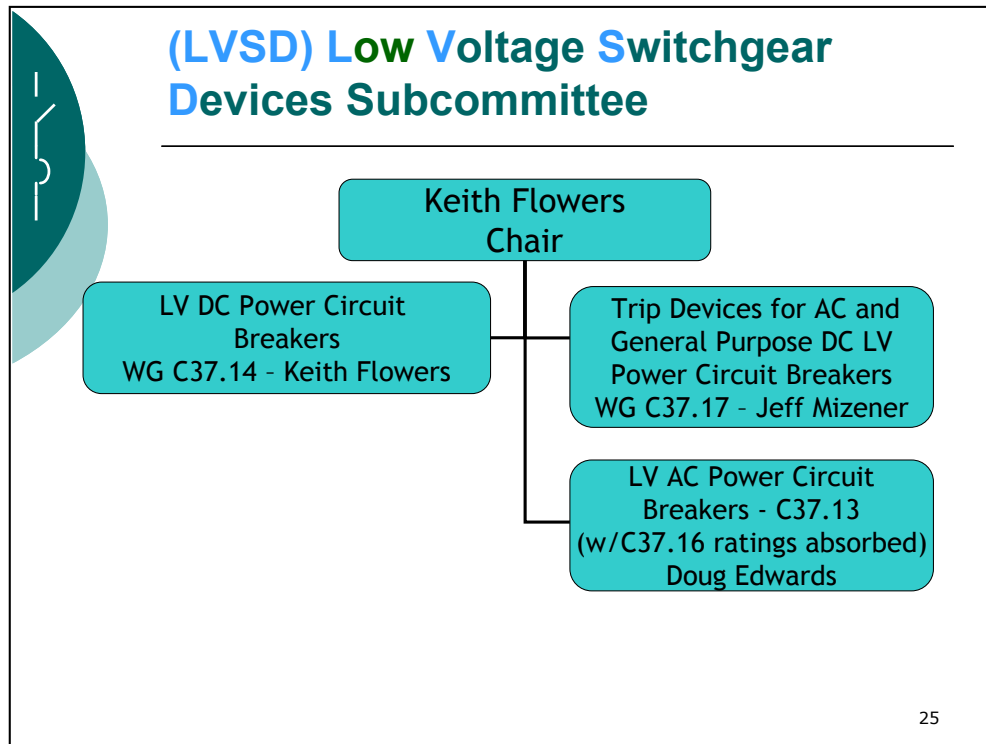 (LVSD) Low Voltage Switchgear
Devices Subcommittee
Keith Flowers
Chair
LV DC Power Circuit
Breakers
WG C37.14 – Keith Flowers
Trip Devices for AC and
General Purpose DC LV
Power Circuit Breakers
WG C37.17 – Jeff Mizener
LV AC Power Circuit
Breakers - C37.13
(w/C37.16 ratings absorbed)
Doug Edwards
25